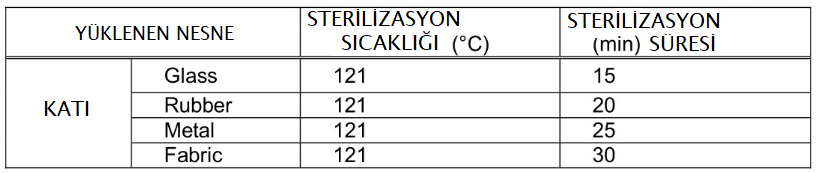 YÜKLENEN NESNE
STERİLİZASYON
SICAKLIĞI (°C)
STERİLİZASYON
(min) SÜRESİ
KATI
Glass 121 15
Rubber 121 20
Metal 121 25
Fabric 121 30